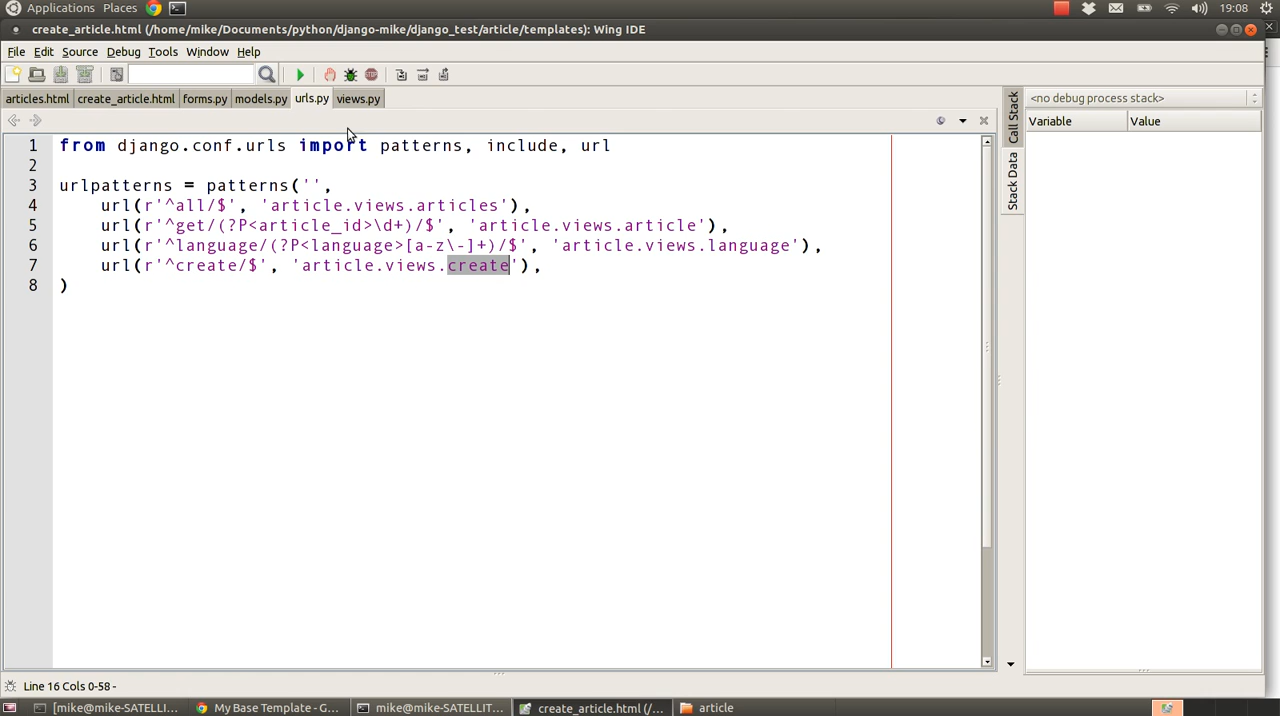 Applications Places 19:08
create_article.html (/home/mike/Documents/python/django-mike/django_test/article/templates): Wing IDE
File Edit Source Debug Tools Window Help
articles.html create_article.html forms.py models.py urls.py views.py
<no debug process stack>
Variable Value
Call Stack
Stack Data
1 from django.conf.urls import patterns, include, url
2
3 urlpatterns = patterns('',
4 url(r'^all/$', 'article.views.articles'),
5 url(r'^get/(?P<article_id>\d+)/$', 'article.views.article'),
6 url(r'^language/(?P<language>[a-z\-]+)/$', 'article.views.language'),
7 url(r'^create/$', 'article.views.create'),
8 )
Line 16 Cols 0-58 -
[mike@mike-SATELLIT... My Base Template - G... mike@mike-SATELLIT... create_article.html (/... article